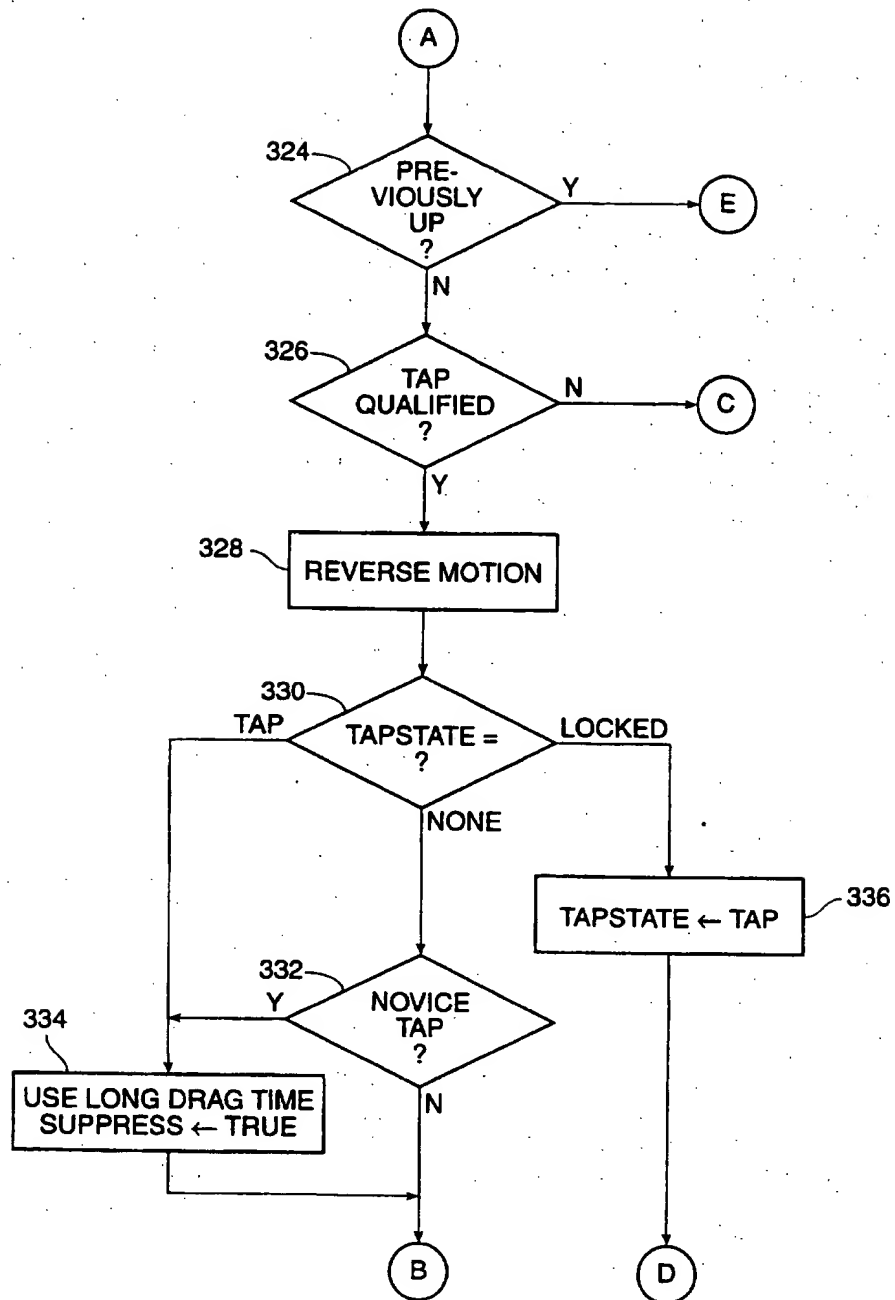 A
324
PRE-
VIOUSLY
UP
?
Y
E
N
326
TAP
QUALIFIED
?
N
C
Y
328
REVERSE MOTION
330
TAP
TAPSTATE =
?
LOCKED
NONE
336
TAPSTATE ← TAP
332
Y
NOVICE
TAP
?
334
USE LONG DRAG TIME
SUPPRESS ← TRUE
N
B
D